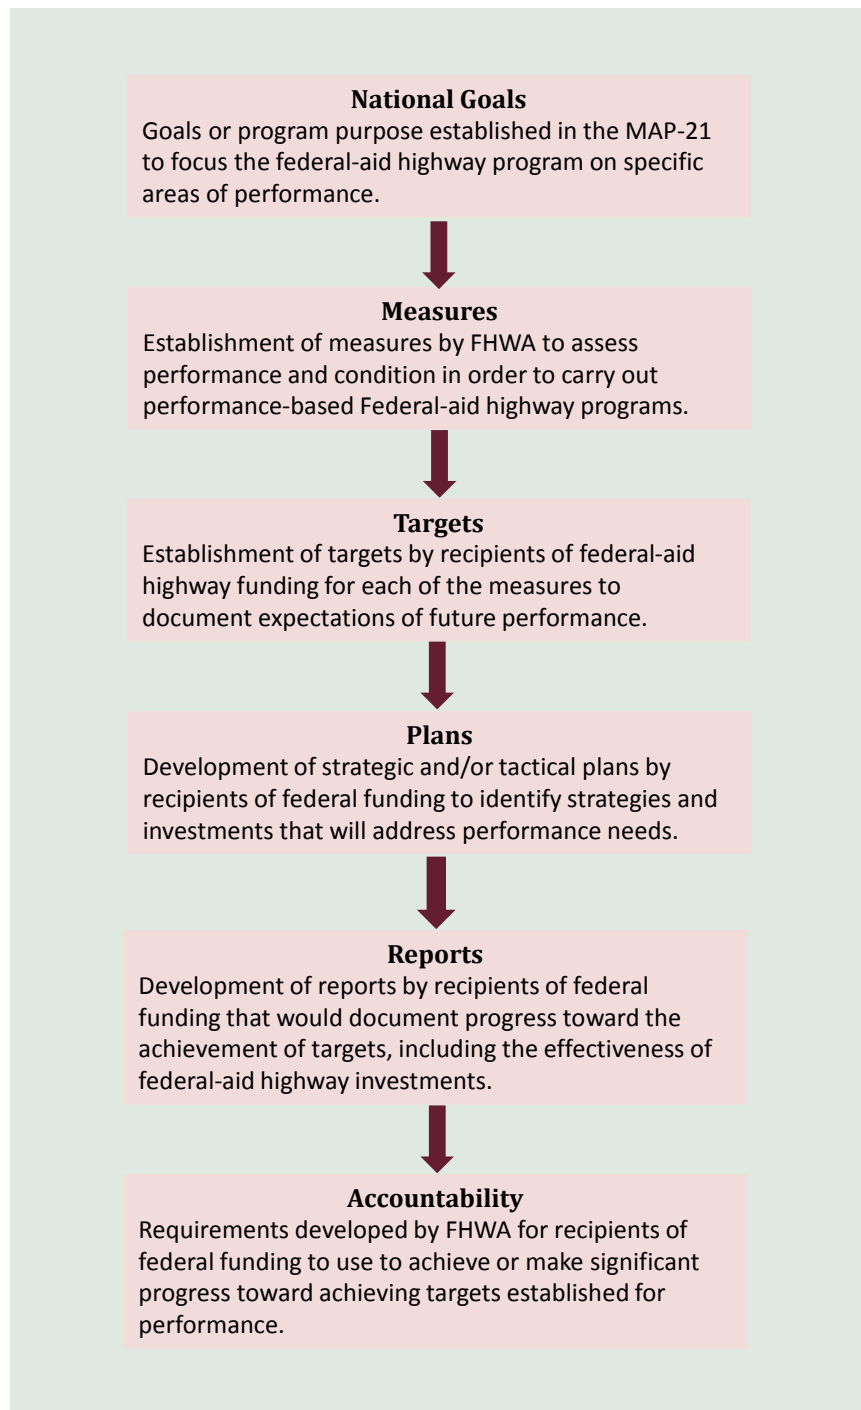 National Goals
Goals or program purpose established in the MAP-21
to focus the federal-aid highway program on specific
areas of performance.
Measures
Establishment of measures by FHWA to assess
performance and condition in order to carry out
performance-based Federal-aid highway programs.
Targets
Establishment of targets by recipients of federal-aid
highway funding for each of the measures to
document expectations of future performance.
Plans
Development of strategic and/or tactical plans by
recipients of federal funding to identify strategies and
investments that will address performance needs.
Reports
Development of reports by recipients of federal
funding that would document progress toward the
achievement of targets, including the effectiveness of
federal-aid highway investments.
Accountability
Requirements developed by FHWA for recipients of
federal funding to use to achieve or make significant
progress toward achieving targets established for
performance.